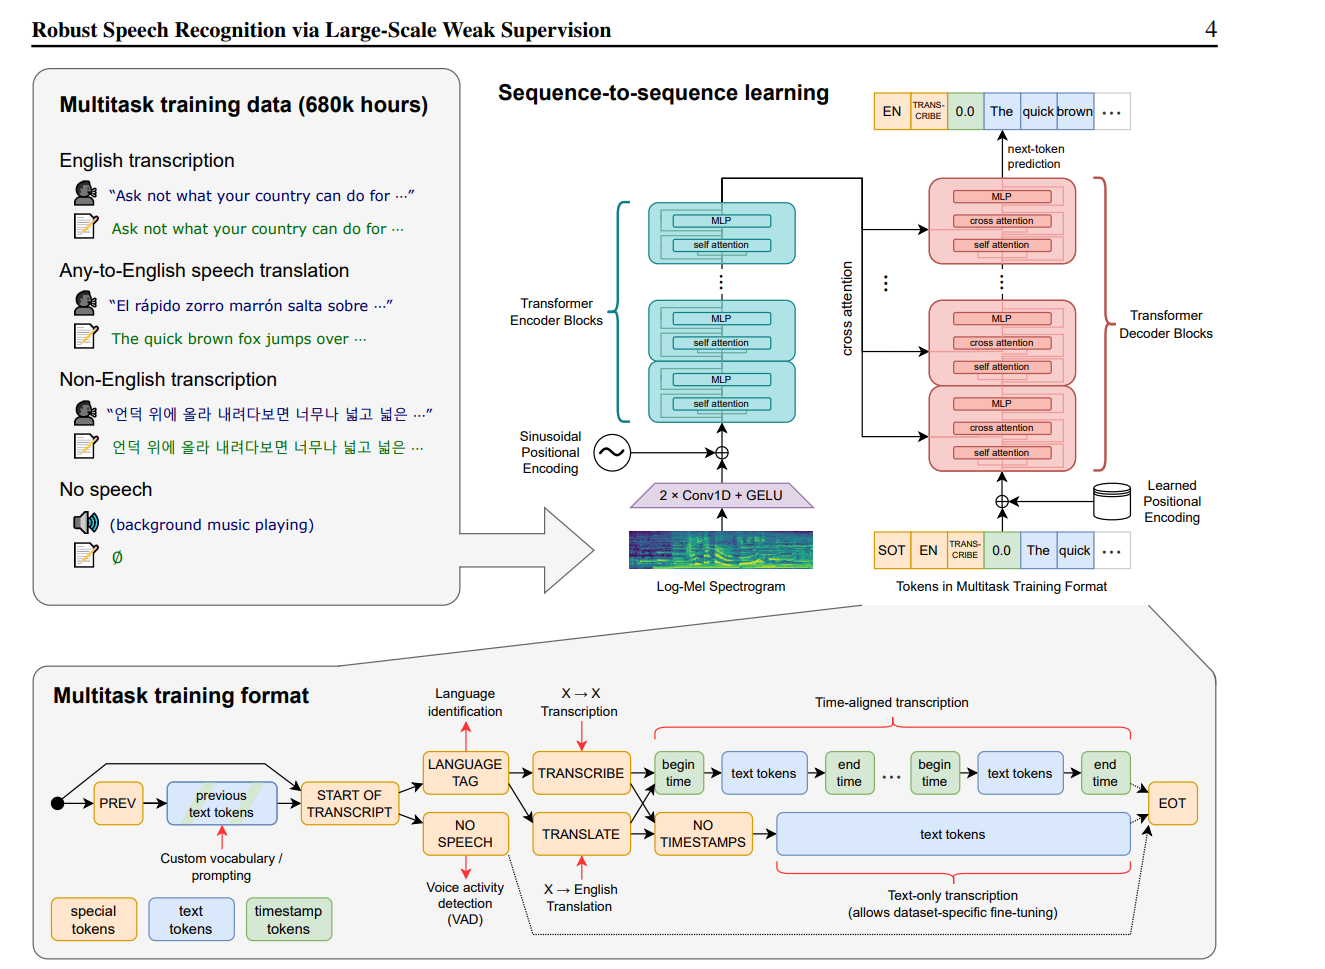 Robust Speech Recognition via Large-Scale Weak Supervision
4
Multitask training data (680k hours)
English transcription
“Ask not what your country can do for ⋯”
Ask not what your country can do for ⋯
Any-to-English speech translation
“El rápido zorro marrón salta sobre ⋯”
The quick brown fox jumps over ⋯
Non-English transcription
“언덕 위에 올라 내려다보면 너무나 넓고 넓은 ⋯”
언덕 위에 올라 내려다보면 너무나 넓고 넓은 ⋯
No speech
(background music playing)
∅
Sequence-to-sequence learning
EN TRANS-CRIBE 0.0 The quick brown ⋯
next-token
prediction
MLP
self attention
⋮
MLP
self attention
MLP
self attention
Transformer
Encoder Blocks
cross attention
⋮
MLP
cross attention
self attention
⋮
MLP
cross attention
self attention
MLP
cross attention
self attention
Transformer
Decoder Blocks
Sinusoidal
Positional
Encoding
2 × Conv1D + GELU
Log-Mel Spectrogram
Learned
Positional
Encoding
SOT EN TRANS-CRIBE 0.0 The quick ⋯
Tokens in Multitask Training Format
Multitask training format
Language
identification
X → X
Transcription
Time-aligned transcription
PREV
previous
text tokens
START OF
TRANSCRIPT
LANGUAGE
TAG
TRANSCRIBE
begin
time
text tokens
end
time
⋯
begin
time
text tokens
end
time
EOT
NO
SPEECH
TRANSLATE
NO
TIMESTAMPS
text tokens
Custom vocabulary /
prompting
Voice activity
detection
(VAD)
X → English
Translation
Text-only transcription
(allows dataset-specific fine-tuning)
special
tokens
text
tokens
timestamp
tokens